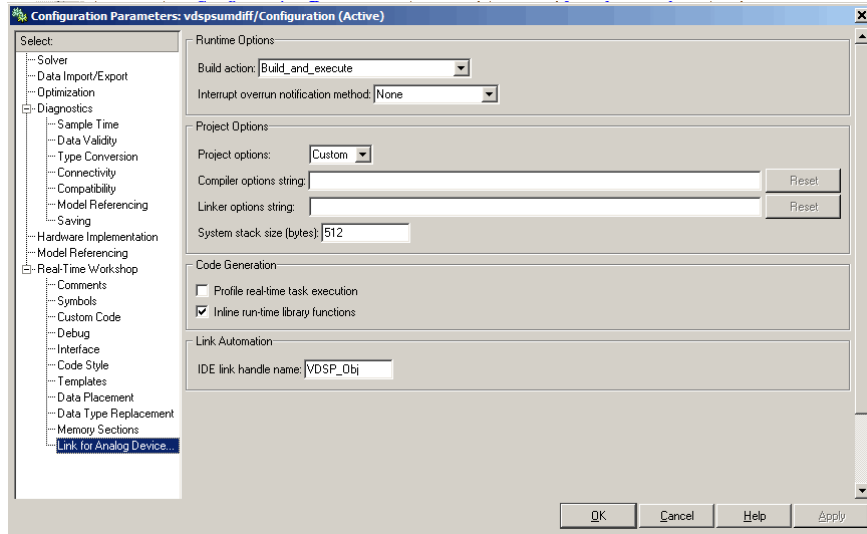 Configuration Parameters: vdspsumdiff/Configuration (Active)
Select:
Solver
Data Import/Export
Optimization
Diagnostics
Sample Time
Data Validity
Type Conversion
Connectivity
Compatibility
Model Referencing
Saving
Hardware Implementation
Model Referencing
Real-Time Workshop
Comments
Symbols
Custom Code
Debug
Interface
Code Style
Templates
Data Placement
Data Type Replacement
Memory Sections
Link for Analog Device...
Runtime Options
Build action: Build_and_execute
Interrupt overrun notification method: None
Project Options
Project options: Custom
Compiler options string: Reset
Linker options string: Reset
System stack size (bytes): 512
Code Generation
Profile real-time task execution
Inline run-time library functions
Link Automation
IDE link handle name: VDSP_Obj
OK Cancel Help Apply